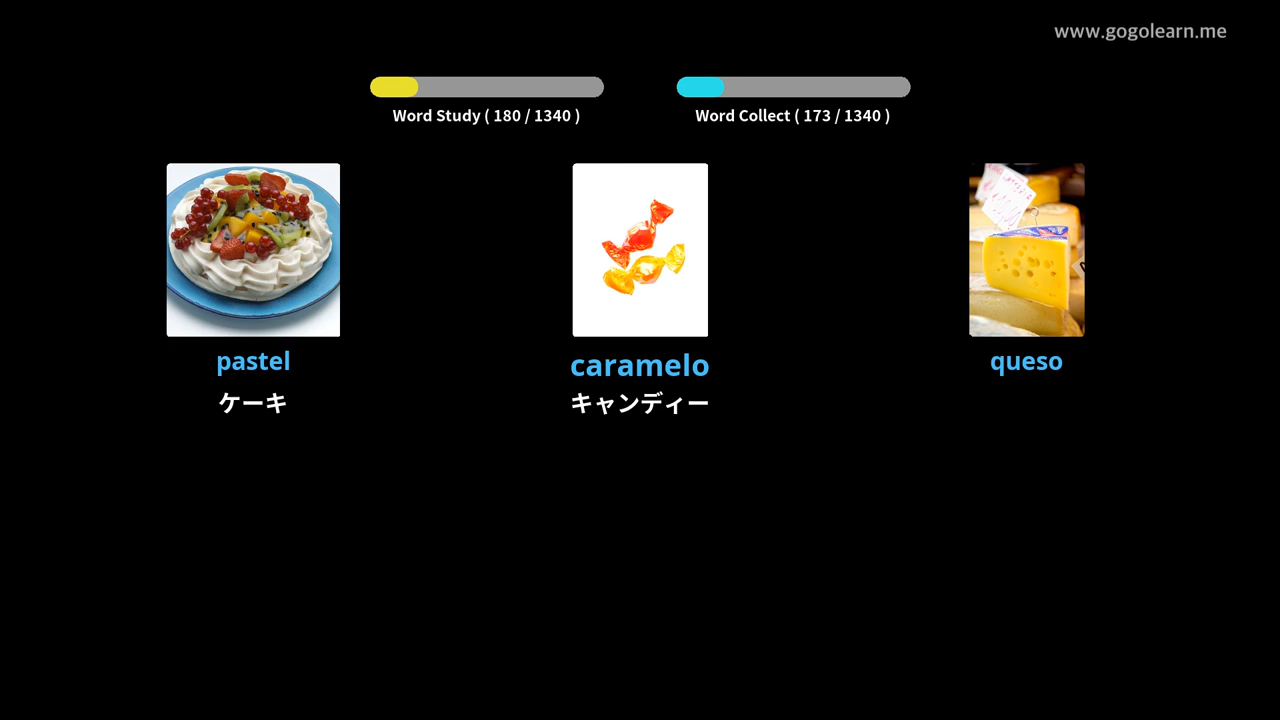 www.gogolearn.me
Word Study ( 180 / 1340 )
Word Collect ( 173 / 1340 )
pastel
caramelo
queso
ケーキ
キャンディー